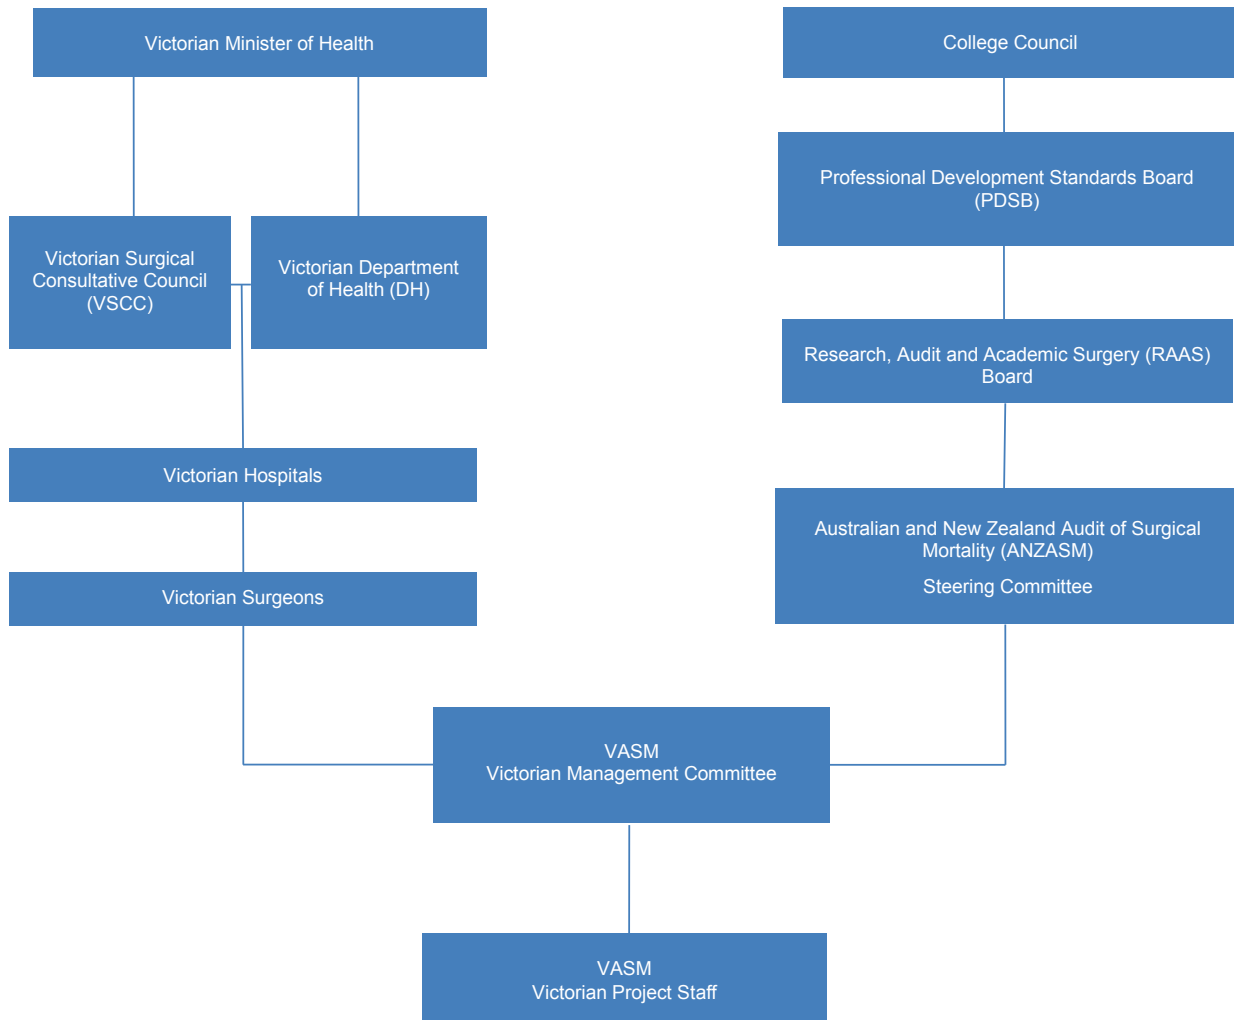 Victorian Minister of Health
College Council
Professional Development Standards Board
(PDSB)
Victorian Surgical
Consultative Council
(VSCC)
Victorian Department
of Health (DH)
Research, Audit and Academic Surgery (RAAS)
Board
Victorian Hospitals
Australian and New Zealand Audit of Surgical
Mortality (ANZASM)
Steering Committee
Victorian Surgeons
VASM
Victorian Management Committee
VASM
Victorian Project Staff